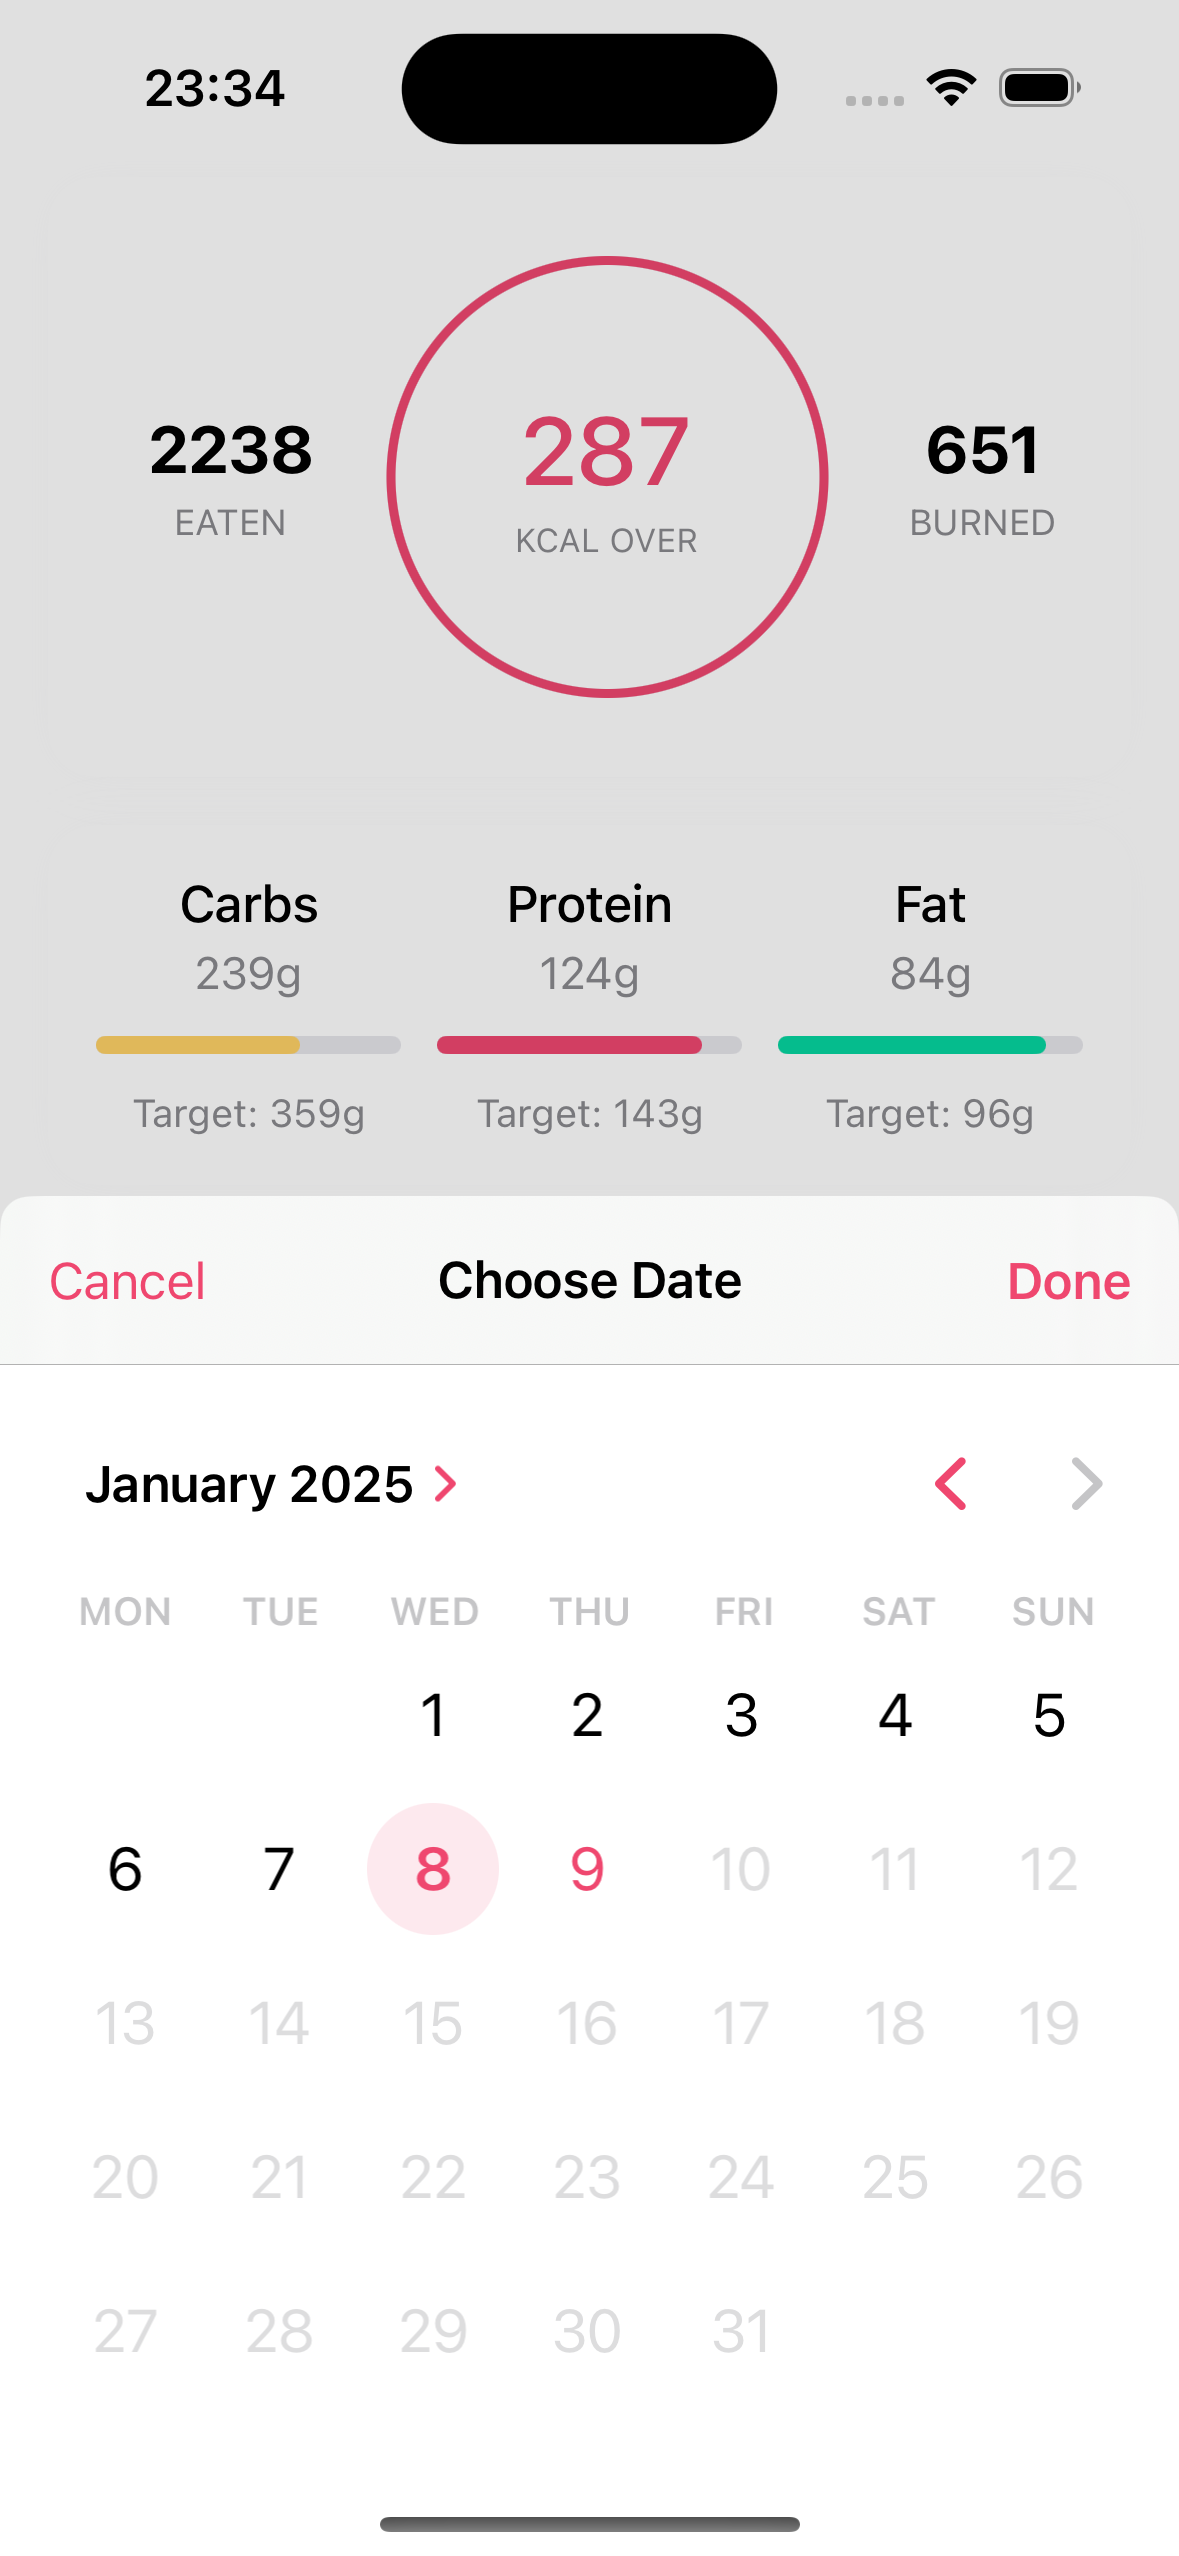 23:34
2238
EATEN
287
KCAL OVER
651
BURNED
Carbs
239g
Target: 359g
Protein
124g
Target: 143g
Fat
84g
Target: 96g
Cancel
Choose Date
Done
January 2025
MON TUE WED THU FRI SAT SUN
1 2 3 4 5
6 7 8 9 10 11 12
13 14 15 16 17 18 19
20 21 22 23 24 25 26
27 28 29 30 31